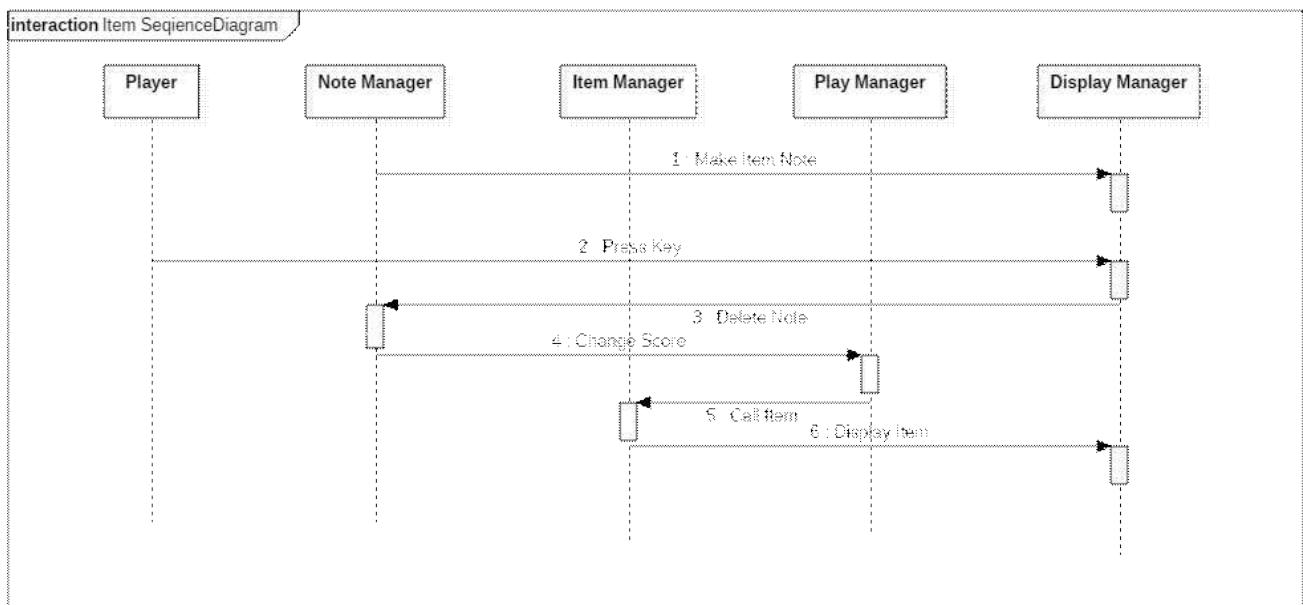 interaction Item SeqienceDiagram
Player
Note Manager
Item Manager
Play Manager
Display Manager
1 : Make Item Note
2 : Press Key
3 : Delete Note
4 : Change Score
5 : Call Item
6 : Display Item